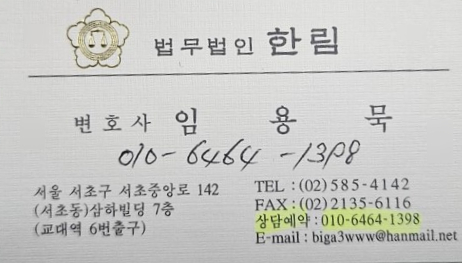 법무법인 한림
변호사 임 용 묵
010-6464-1398
서울 서초구 서초중앙로 142
(서초동)삼하빌딩 7층
(교대역 6번출구)
TEL : (02) 585-4142
FAX : (02) 2135-6116
상담예약 : 010-6464-1398
E-mail : biga3www@hanmail.net